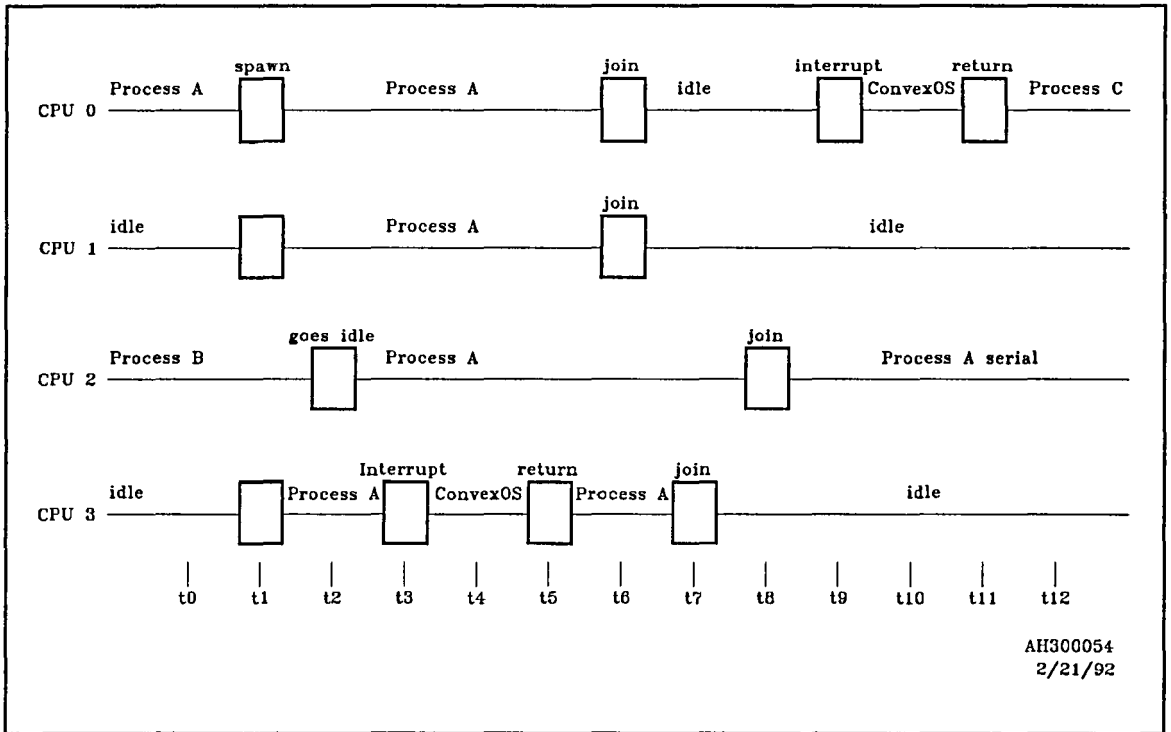 spawn join interrupt return
Process A Process A idle ConvexOS Process C
CPU 0
join
idle Process A idle
CPU 1
goes idle join
Process B Process A Process A serial
CPU 2
Interrupt return join
idle Process A ConvexOS Process A idle
CPU 3
t0 t1 t2 t3 t4 t5 t6 t7 t8 t9 t10 t11 t12
AH300054
2/21/92